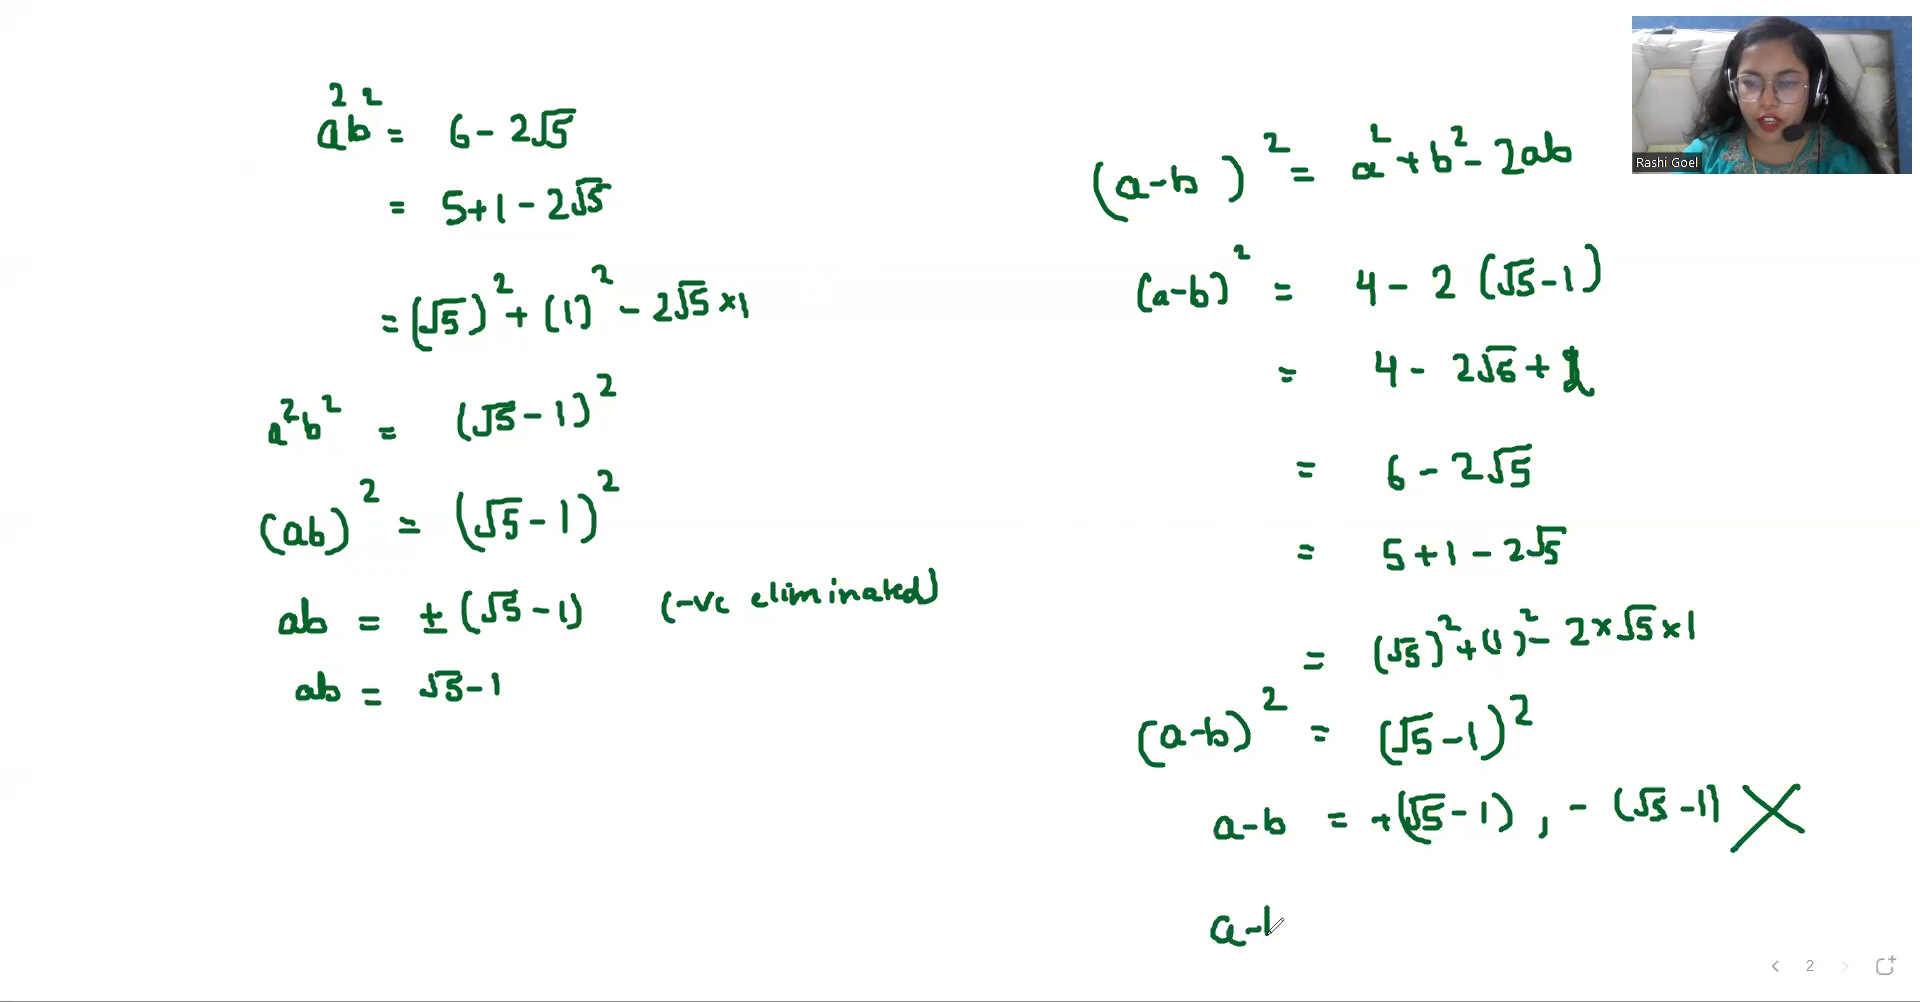 a²b² = 6 - 2√5
= 5+1 - 2√5
= (√5)² + (1)² - 2√5 × 1
a²b² = (√5 - 1)²
(ab)² = (√5 - 1)²
ab = ± (√5 - 1) (-ve eliminated)
ab = √5 - 1
(a-b)² = a² + b² - 2ab
(a-b)² = 4 - 2 (√5 - 1)
= 4 - 2√5 + 2
= 6 - 2√5
= 5 + 1 - 2√5
= (√5)² + (1)² - 2 × √5 × 1
(a-b)² = (√5 - 1)²
a-b = +(√5 - 1) , - (√5 - 1) ×
a-b
Rashi Goel
2